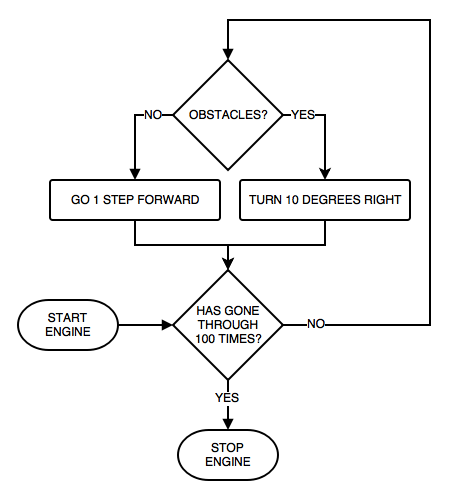 NO
OBSTACLES?
YES
GO 1 STEP FORWARD
TURN 10 DEGREES RIGHT
START
ENGINE
HAS GONE
THROUGH
100 TIMES?
NO
YES
STOP
ENGINE